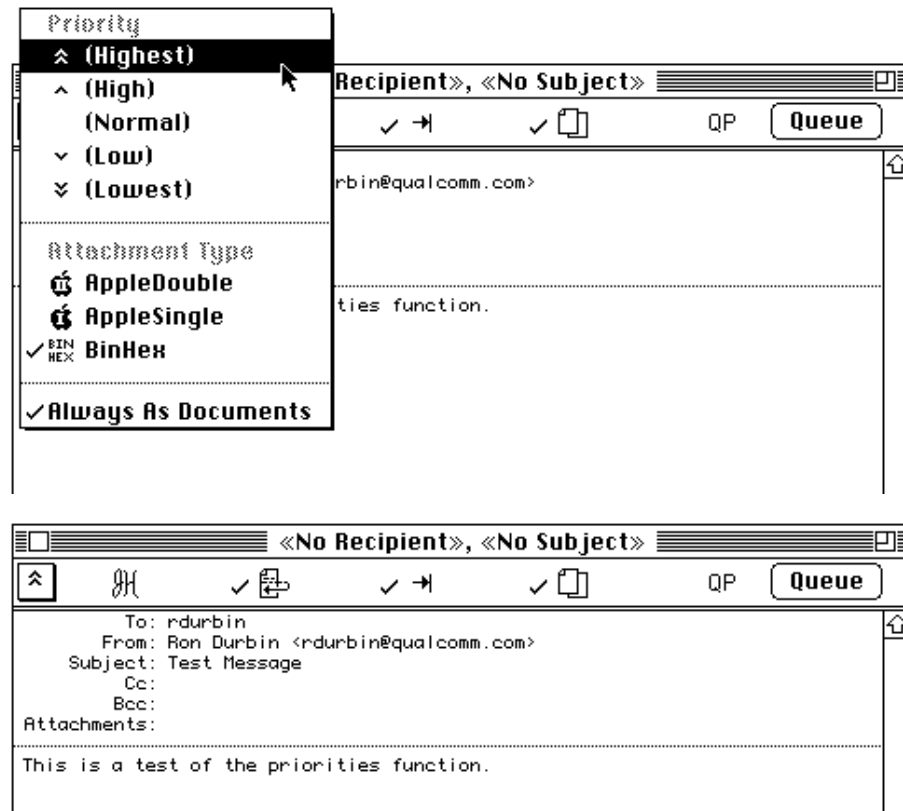 Priority
(Highest)
(High)
(Normal)
(Low)
(Lowest)
Attachment Type
AppleDouble
AppleSingle
BIN HEX BinHex
Always As Documents
Recipient», «No Subject»
QP Queue
rbin@qualcomm.com>
ties function.
«No Recipient», «No Subject»
QP Queue
To: rdurbin
From: Ron Durbin <rdurbin@qualcomm.com>
Subject: Test Message
Cc:
Bcc:
Attachments:
This is a test of the priorities function.